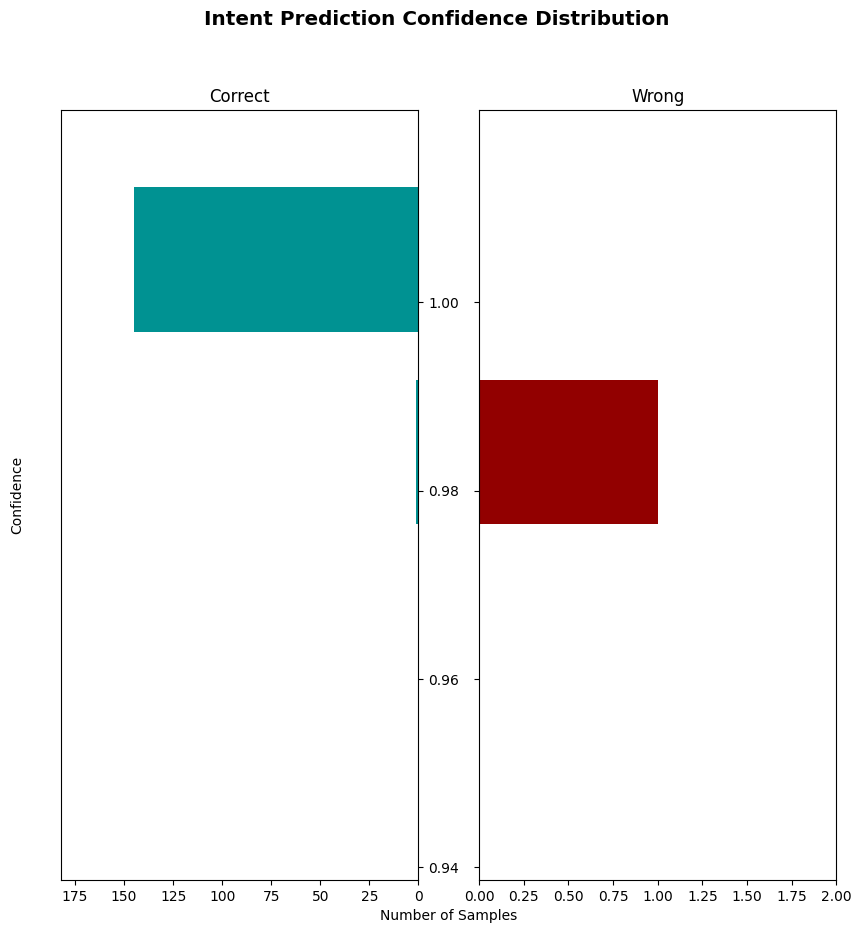 Intent Prediction Confidence Distribution
Correct
Wrong
1.00
0.98
0.96
0.94
Confidence
175 150 125 100 75 50 25 0
0.00 0.25 0.50 0.75 1.00 1.25 1.50 1.75 2.00
Number of Samples